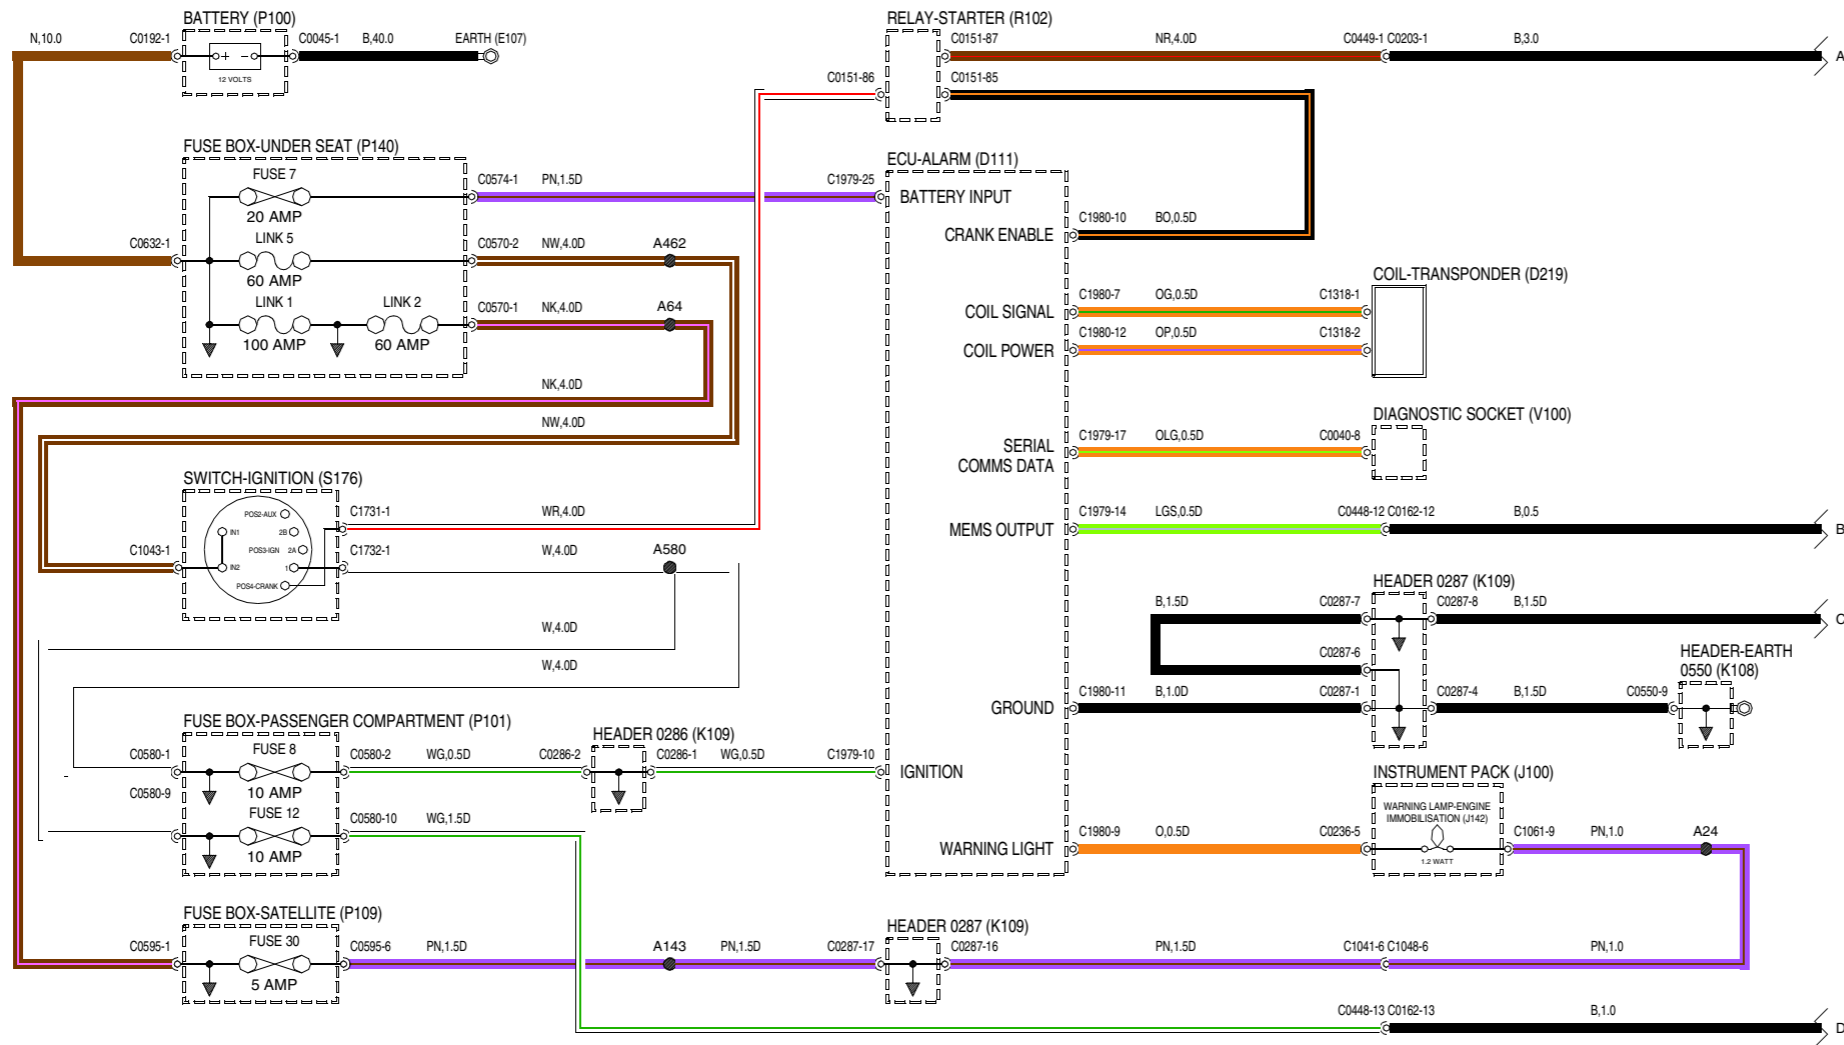 BATTERY (P100)
N,10.0
C0192-1
C0045-1
B,40.0
EARTH (E107)
+
−
12 VOLTS
RELAY-STARTER (R102)
C0151-87
NR,4.0D
C0449-1 C0203-1
B,3.0
A
C0151-86
C0151-85
FUSE BOX-UNDER SEAT (P140)
FUSE 7
20 AMP
C0574-1
PN,1.5D
C1979-25
C0632-1
LINK 5
60 AMP
C0570-2
NW,4.0D
A462
LINK 1
100 AMP
LINK 2
60 AMP
C0570-1
NK,4.0D
A64
NK,4.0D
NW,4.0D
ECU-ALARM (D111)
BATTERY INPUT
CRANK ENABLE
C1980-10
BO,0.5D
COIL SIGNAL
C1980-7
OG,0.5D
C1318-1
COIL-TRANSPONDER (D219)
COIL POWER
C1980-12
OP,0.5D
C1318-2
SERIAL
COMMS DATA
C1979-17
OLG,0.5D
C0040-8
DIAGNOSTIC SOCKET (V100)
MEMS OUTPUT
C1979-14
LGS,0.5D
C0448-12 C0162-12
B,0.5
B
SWITCH-IGNITION (S176)
POS2-AUX
IN1
2B
POS3-IGN
2A
IN2
1
POS4-CRANK
C1043-1
C1731-1
WR,4.0D
C1732-1
W,4.0D
A580
W,4.0D
W,4.0D
HEADER 0287 (K109)
B,1.5D
C0287-7
C0287-8
B,1.5D
C
C0287-6
HEADER-EARTH
0550 (K108)
GROUND
C1980-11
B,1.0D
C0287-1
C0287-4
B,1.5D
C0550-9
FUSE BOX-PASSENGER COMPARTMENT (P101)
C0580-1
FUSE 8
10 AMP
C0580-2
WG,0.5D
C0286-2
HEADER 0286 (K109)
C0286-1
WG,0.5D
C1979-10
IGNITION
C0580-9
FUSE 12
10 AMP
C0580-10
WG,1.5D
INSTRUMENT PACK (J100)
WARNING LAMP-ENGINE
IMMOBILISATION (J142)
1.2 WATT
WARNING LIGHT
C1980-9
O,0.5D
C0236-5
C1061-9
PN,1.0
A24
FUSE BOX-SATELLITE (P109)
C0595-1
FUSE 30
5 AMP
C0595-6
PN,1.5D
A143
PN,1.5D
C0287-17
HEADER 0287 (K109)
C0287-16
PN,1.5D
C1041-6 C1048-6
PN,1.0
C0448-13 C0162-13
B,1.0
D